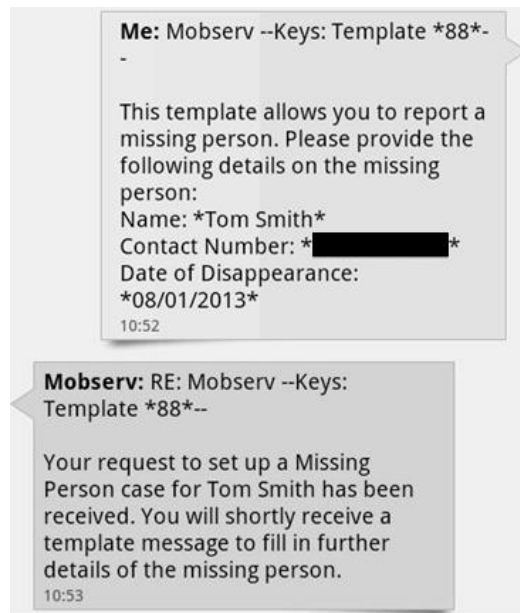 Me: Mobserv --Keys: Template *88*-
-
This template allows you to report a
missing person. Please provide the
following details on the missing
person:
Name: *Tom Smith*
Contact Number: * *
Date of Disappearance:
*08/01/2013*
10:52
Mobserv: RE: Mobserv --Keys:
Template *88*--
Your request to set up a Missing
Person case for Tom Smith has been
received. You will shortly receive a
template message to fill in further
details of the missing person.
10:53